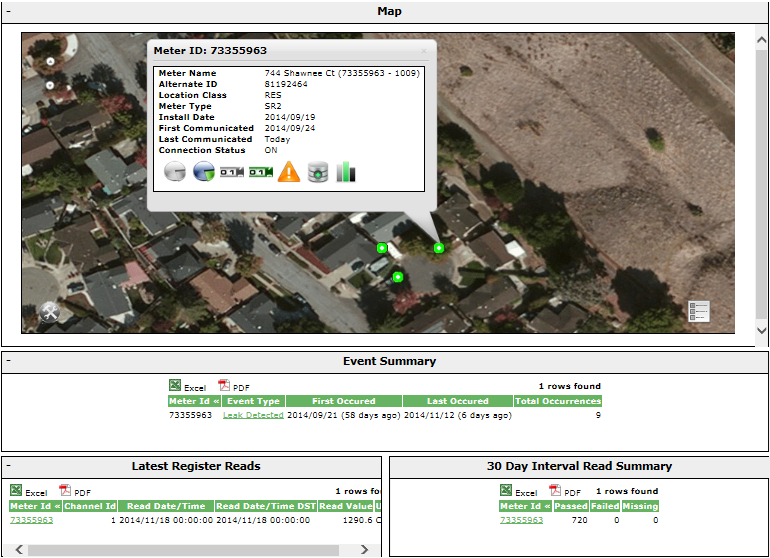 -
Map
Meter ID: 73355963
Meter Name 744 Shawnee Ct (73355963 - 1009)
Alternate ID 81192464
Location Class RES
Meter Type SR2
Install Date 2014/09/19
First Communicated 2014/09/24
Last Communicated Today
Connection Status ON
-
Event Summary
Excel PDF 1 rows found
Meter Id « Event Type First Occured Last Occured Total Occurrences
73355963 Leak Detected 2014/09/21 (58 days ago) 2014/11/12 (6 days ago) 9
-
Latest Register Reads
Excel PDF 1 rows fo
Meter Id « Channel Id Read Date/Time Read Date/Time DST Read Value U
73355963 1 2014/11/18 00:00:00 2014/11/18 00:00:00 1290.6 C
30 Day Interval Read Summary
Excel PDF 1 rows found
Meter Id « Passed Failed Missing
73355963 720 0 0